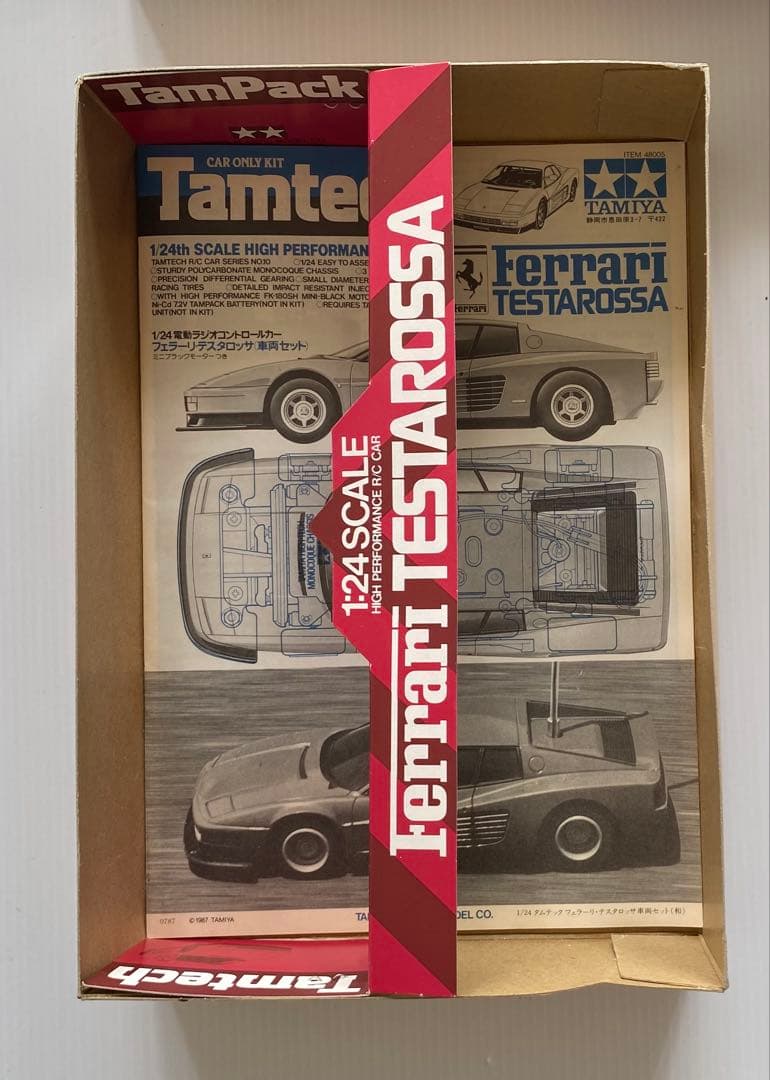 TamPack
CAR ONLY KIT
Tamtec
1/24th SCALE HIGH PERFORMAN
TAMTECH R/C CAR SERIES NO.10 ○1/24 EASY TO ASSE
○STURDY POLYCARBONATE MONOCOQUE CHASSIS ○3
○PRECISION DIFFERENTIAL GEARING ○SMALL DIAMETER
RACING TIRES ○DETAILED IMPACT RESISTANT INJEC
○WITH HIGH PERFORMANCE FK-180SH MINI-BLACK MOTO
Ni-Cd 7.2V TAMPACK BATTERY(NOT IN KIT) ○REQUIRES TA
UNIT(NOT IN KIT)
1/24電動ラジオコントロールカー
フェラーリ・テスタロッサ(車両セット)
ミニブラックモーターつき
ITEM 48005
TAMIYA
静岡市恩田原3-7 〒422
Ferrari
Ferrari
TESTAROSSA
1:24 SCALE
HIGH PERFORMANCE R/C CAR
Ferrari TESTAROSSA
MONOCOQUE CHASSIS
0787 ©1987 TAMIYA
TA
DEL CO.
1/24 タムテック フェラーリ・テスタロッサ車両セット(和)
Tamtech